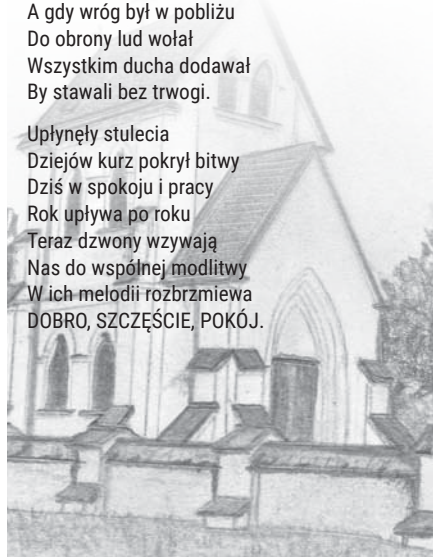 A gdy wróg był w pobliżu
Do obrony lud wołał
Wszystkim ducha dodawał
By stawali bez trwogi.
Upłynęły stulecia
Dziejów kurz pokrył bitwy
Dziś w spokoju i pracy
Rok upływa po roku
Teraz dzwony wzywają
Nas do wspólnej modlitwy
W ich melodii rozbrzmiewa
DOBRO, SZCZĘŚCIE, POKÓJ.